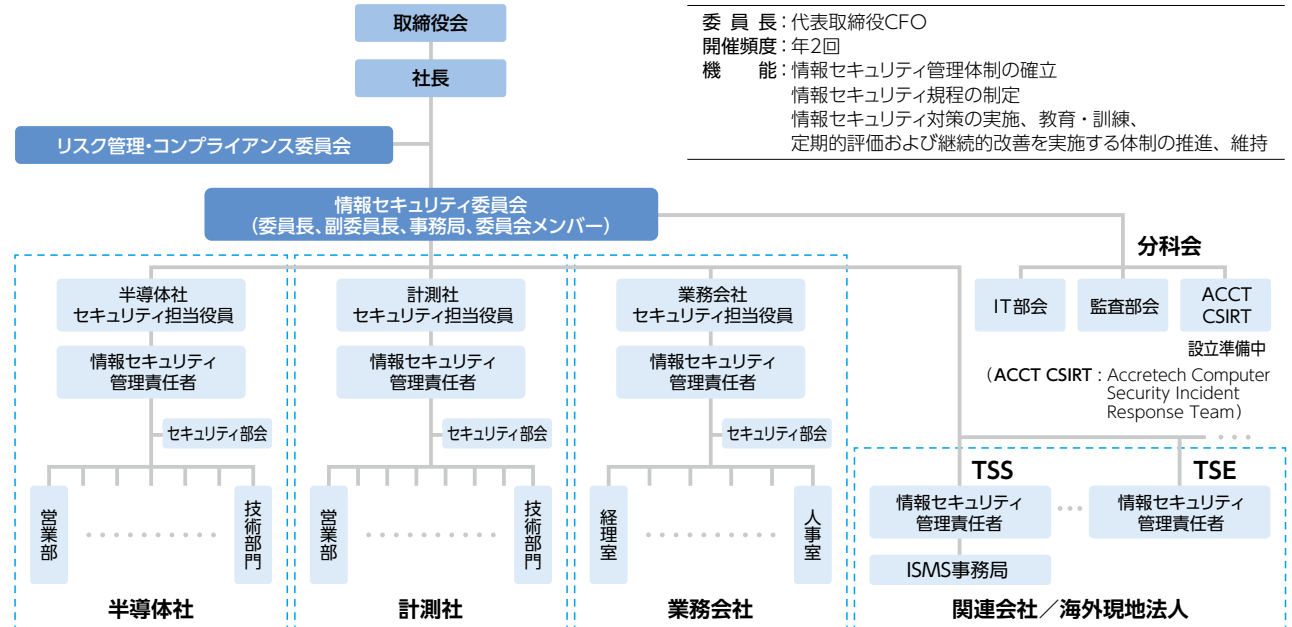 取締役会
社長
リスク管理・コンプライアンス委員会
情報セキュリティ委員会
(委員長、副委員長、事務局、委員会メンバー)
委 員 長：代表取締役CFO
開催頻度：年2回
機　　能：情報セキュリティ管理体制の確立
情報セキュリティ規程の制定
情報セキュリティ対策の実施、教育・訓練、
定期的評価および継続的改善を実施する体制の推進、維持
分科会
IT部会
監査部会
ACCT
CSIRT
設立準備中
(ACCT CSIRT : Accretech Computer
Security Incident
Response Team)
半導体社
セキュリティ担当役員
情報セキュリティ
管理責任者
セキュリティ部会
営業部
技術部門
半導体社
計測社
セキュリティ担当役員
情報セキュリティ
管理責任者
セキュリティ部会
営業部
技術部門
計測社
業務会社
セキュリティ担当役員
情報セキュリティ
管理責任者
セキュリティ部会
経理室
人事室
業務会社
TSS
情報セキュリティ
管理責任者
ISMS事務局
TSE
情報セキュリティ
管理責任者
関連会社／海外現地法人